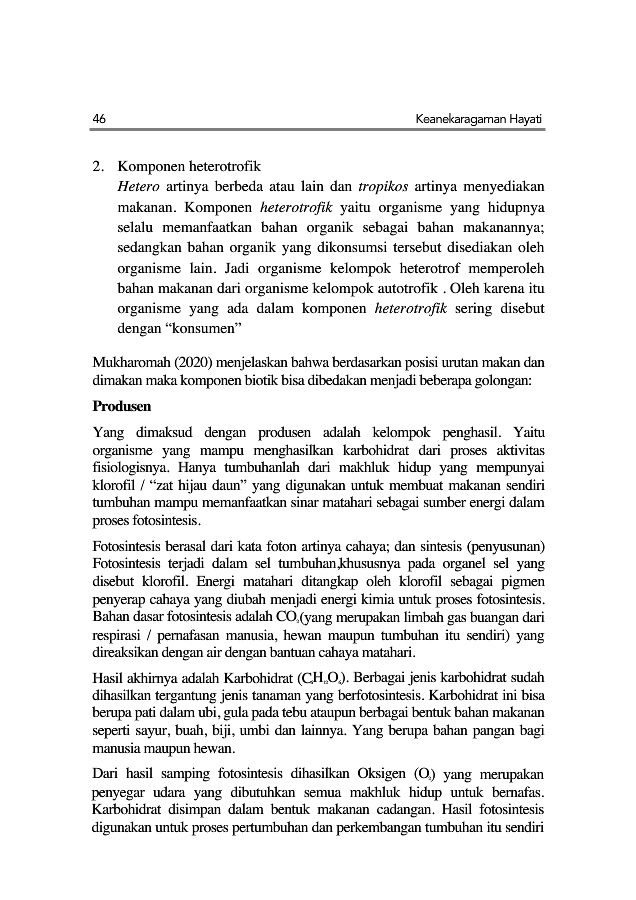 46 Keanekaragaman Hayati
2. Komponen heterotrofik
Hetero artinya berbeda atau lain dan tropikos artinya menyediakan
makanan. Komponen heterotrofik yaitu organisme yang hidupnya
selalu memanfaatkan bahan organik sebagai bahan makanannya;
sedangkan bahan organik yang dikonsumsi tersebut disediakan oleh
organisme lain. Jadi organisme kelompok heterotrof memperoleh
bahan makanan dari organisme kelompok autotrofik . Oleh karena itu
organisme yang ada dalam komponen heterotrofik sering disebut
dengan “konsumen”
Mukharomah (2020) menjelaskan bahwa berdasarkan posisi urutan makan dan
dimakan maka komponen biotik bisa dibedakan menjadi beberapa golongan:
Produsen
Yang dimaksud dengan produsen adalah kelompok penghasil. Yaitu
organisme yang mampu menghasilkan karbohidrat dari proses aktivitas
fisiologisnya. Hanya tumbuhanlah dari makhluk hidup yang mempunyai
klorofil / “zat hijau daun” yang digunakan untuk membuat makanan sendiri
tumbuhan mampu memanfaatkan sinar matahari sebagai sumber energi dalam
proses fotosintesis.
Fotosintesis berasal dari kata foton artinya cahaya; dan sintesis (penyusunan)
Fotosintesis terjadi dalam sel tumbuhan,khususnya pada organel sel yang
disebut klorofil. Energi matahari ditangkap oleh klorofil sebagai pigmen
penyerap cahaya yang diubah menjadi energi kimia untuk proses fotosintesis.
Bahan dasar fotosintesis adalah CO₂(yang merupakan limbah gas buangan dari
respirasi / pernafasan manusia, hewan maupun tumbuhan itu sendiri) yang
direaksikan dengan air dengan bantuan cahaya matahari.
Hasil akhirnya adalah Karbohidrat (C₆H₁₂O₆). Berbagai jenis karbohidrat sudah
dihasilkan tergantung jenis tanaman yang berfotosintesis. Karbohidrat ini bisa
berupa pati dalam ubi, gula pada tebu ataupun berbagai bentuk bahan makanan
seperti sayur, buah, biji, umbi dan lainnya. Yang berupa bahan pangan bagi
manusia maupun hewan.
Dari hasil samping fotosintesis dihasilkan Oksigen (O₂) yang merupakan
penyegar udara yang dibutuhkan semua makhluk hidup untuk bernafas.
Karbohidrat disimpan dalam bentuk makanan cadangan. Hasil fotosintesis
digunakan untuk proses pertumbuhan dan perkembangan tumbuhan itu sendiri